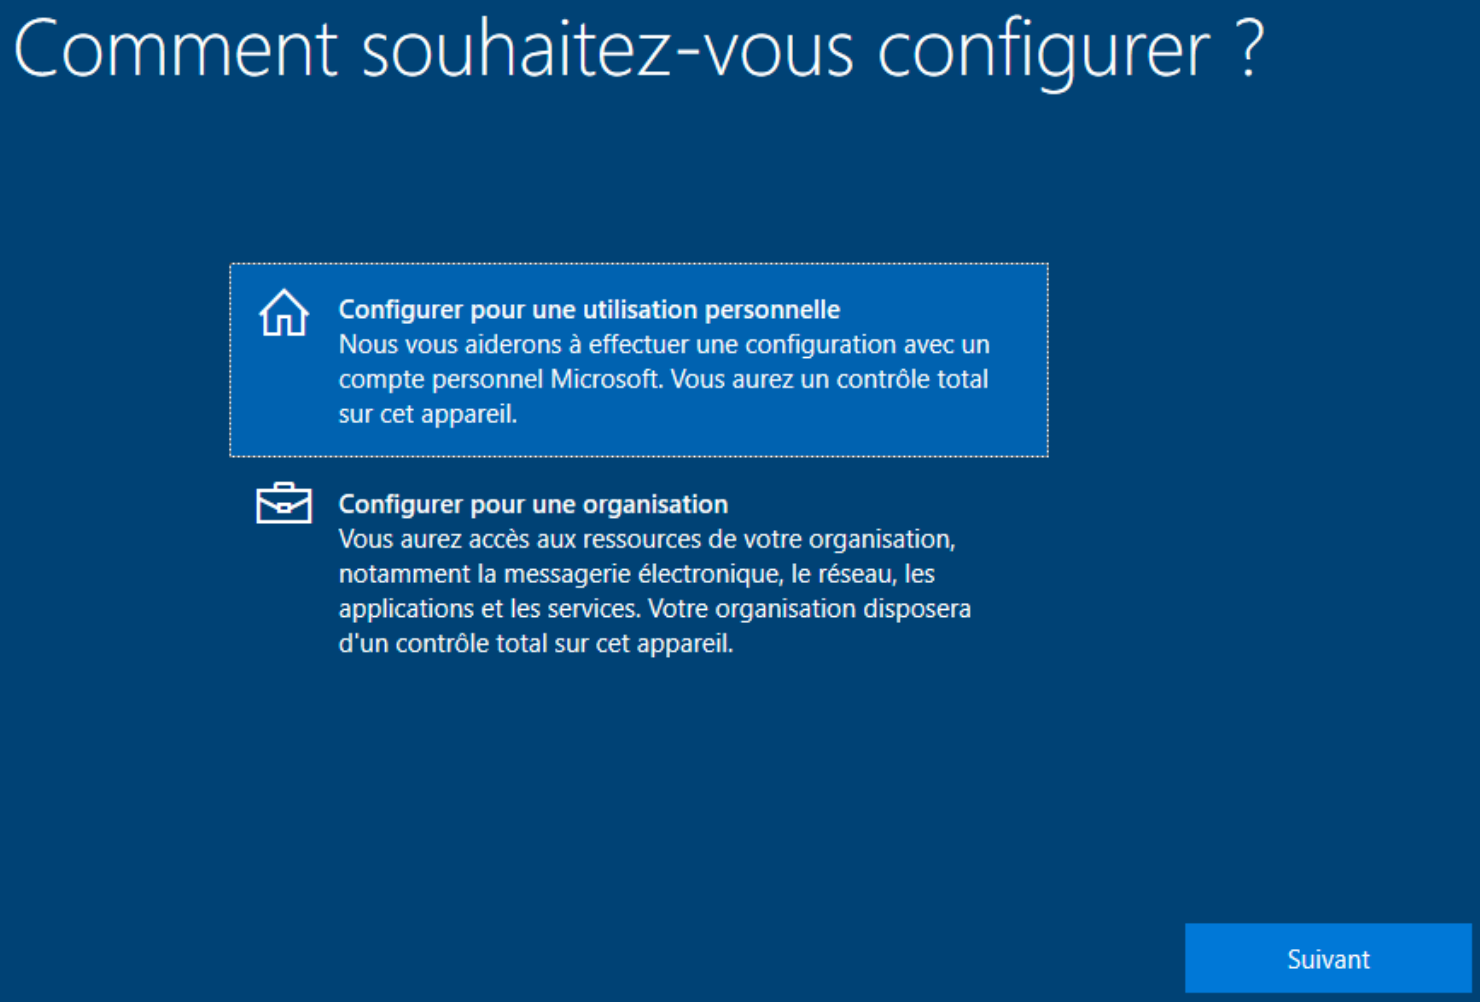 Comment souhaitez-vous configurer ?
Configurer pour une utilisation personnelle
Nous vous aiderons à effectuer une configuration avec un
compte personnel Microsoft. Vous aurez un contrôle total
sur cet appareil.
Configurer pour une organisation
Vous aurez accès aux ressources de votre organisation,
notamment la messagerie électronique, le réseau, les
applications et les services. Votre organisation disposera
d'un contrôle total sur cet appareil.
Suivant